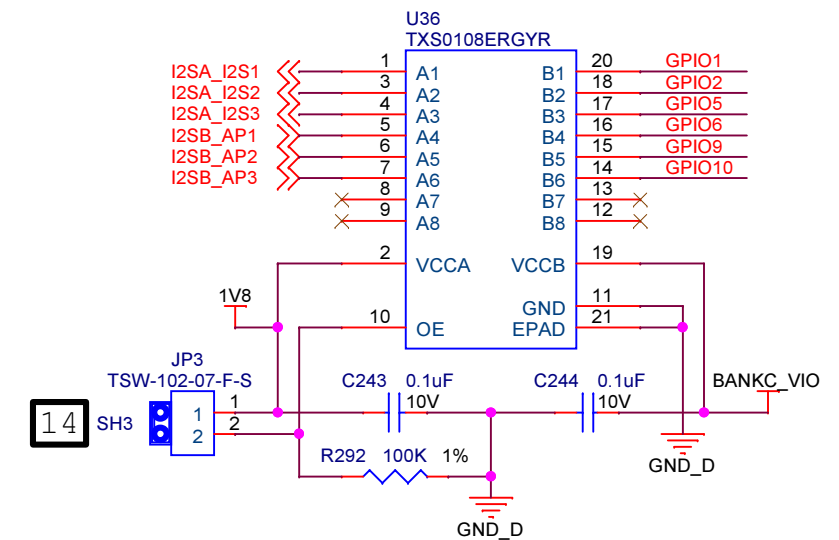 U36
TXS0108ERGYR
I2SA_I2S1 1 A1 B1 20 GPIO1
I2SA_I2S2 3 A2 B2 18 GPIO2
I2SA_I2S3 4 A3 B3 17 GPIO5
I2SB_AP1 5 A4 B4 16 GPIO6
I2SB_AP2 6 A5 B5 15 GPIO9
I2SB_AP3 7 A6 B6 14 GPIO10
8 A7 B7 13
9 A8 B8 12
2 VCCA VCCB 19
1V8
GND 11
10 OE EPAD 21
JP3
TSW-102-07-F-S
C243 0.1uF
10V
C244 0.1uF
10V
BANKC_VIO
14 SH3
1 1
2 2
R292 100K 1%
GND_D
GND_D